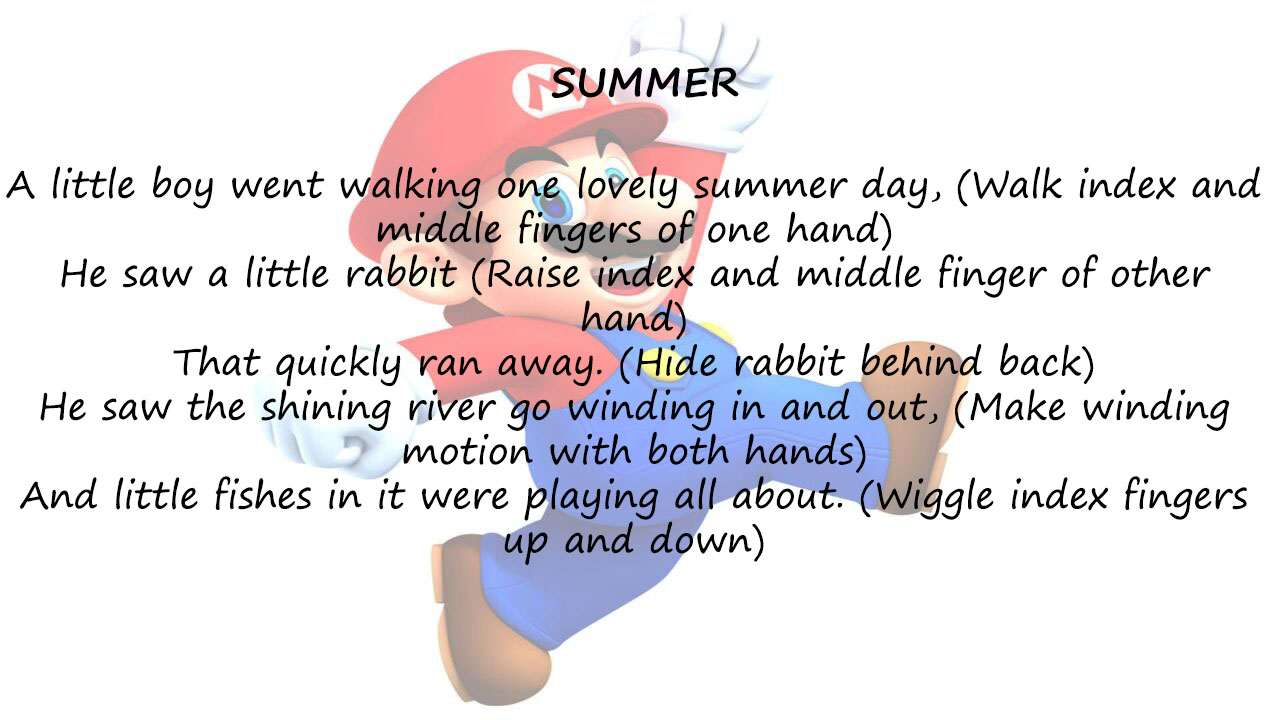 SUMMER
A little boy went walking one lovely summer day, (Walk index and
middle fingers of one hand)
He saw a little rabbit (Raise index and middle finger of other
hand)
That quickly ran away. (Hide rabbit behind back)
He saw the shining river go winding in and out, (Make winding
motion with both hands)
And little fishes in it were playing all about. (Wiggle index fingers
up and down)